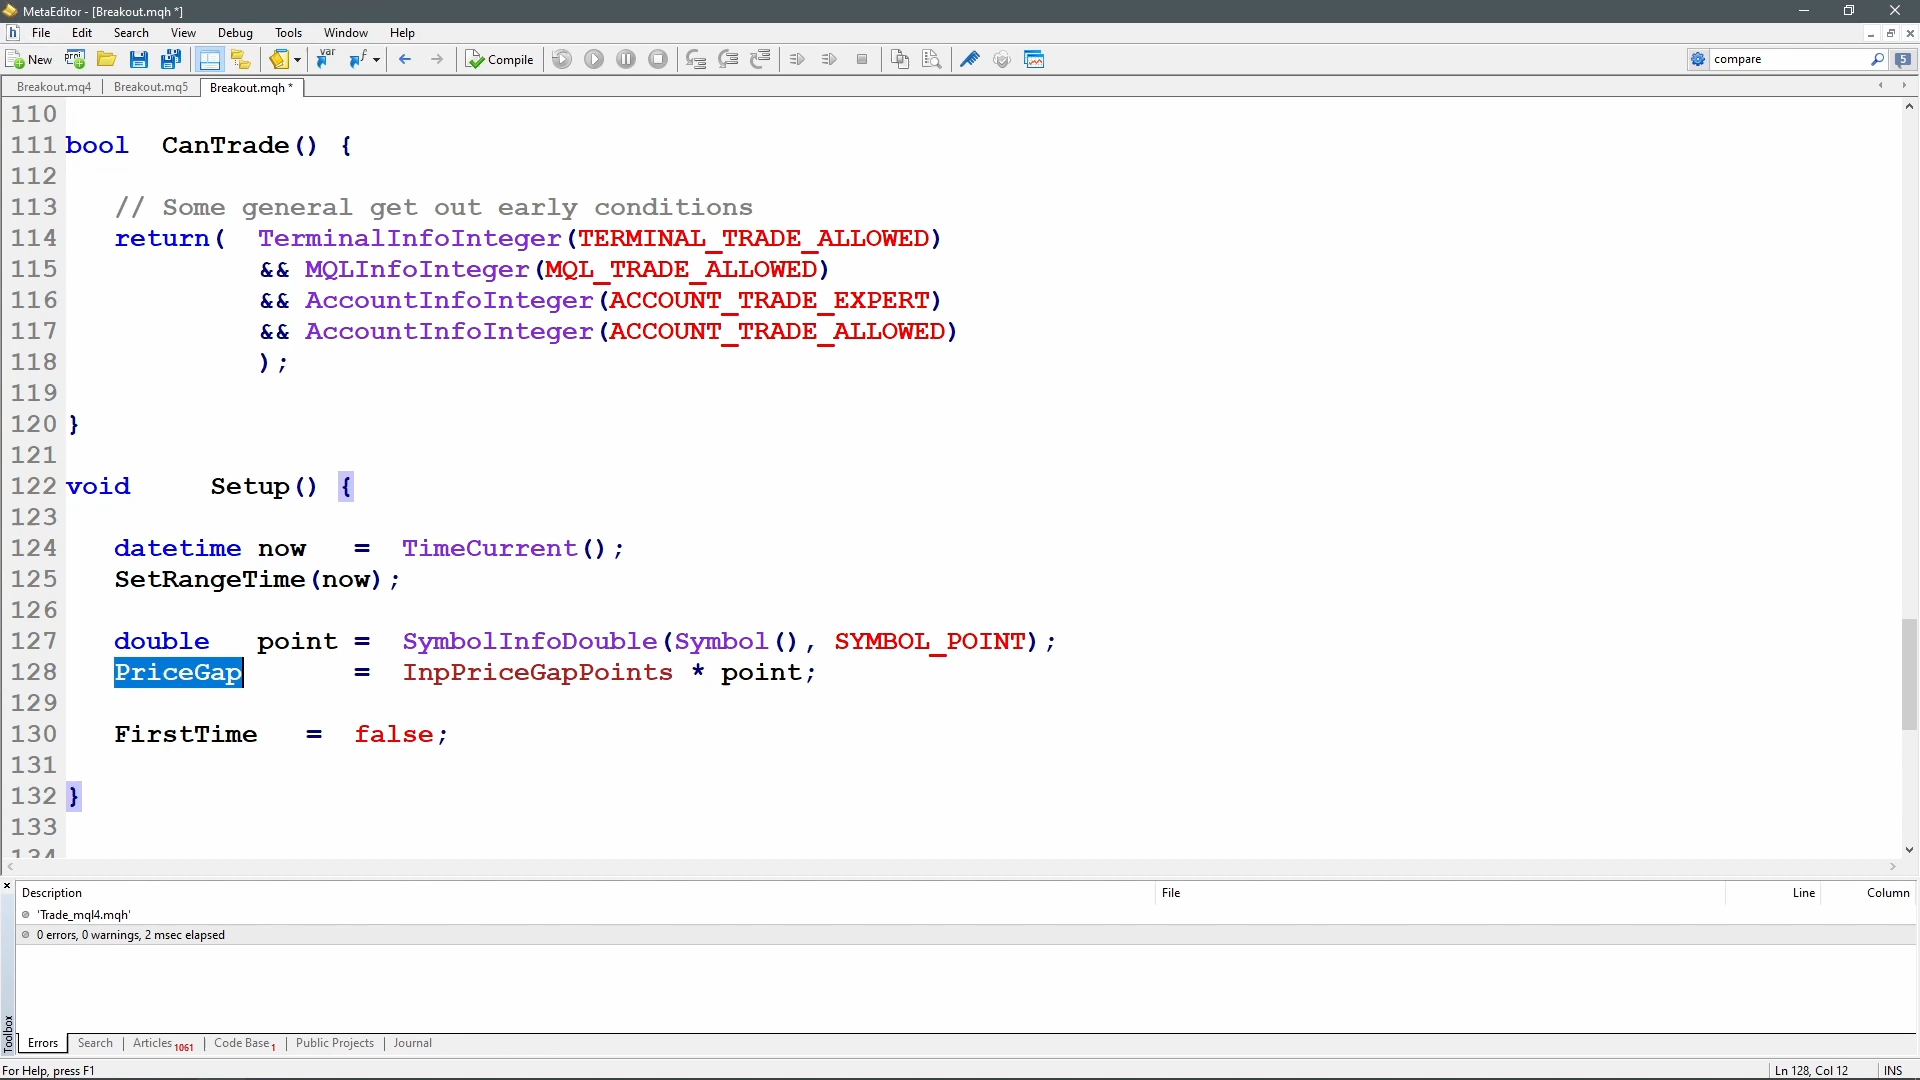 MetaEditor - [Breakout.mqh *]
File Edit Search View Debug Tools Window Help
New Compile compare 5
Breakout.mq4 Breakout.mq5 Breakout.mqh *
110
111 bool CanTrade() {
112
113 // Some general get out early conditions
114 return( TerminalInfoInteger(TERMINAL_TRADE_ALLOWED)
115 && MQLInfoInteger(MQL_TRADE_ALLOWED)
116 && AccountInfoInteger(ACCOUNT_TRADE_EXPERT)
117 && AccountInfoInteger(ACCOUNT_TRADE_ALLOWED)
118 );
119
120 }
121
122 void Setup() {
123
124 datetime now = TimeCurrent();
125 SetRangeTime(now);
126
127 double point = SymbolInfoDouble(Symbol(), SYMBOL_POINT);
128 PriceGap = InpPriceGapPoints * point;
129
130 FirstTime = false;
131
132 }
133
134
Description File Line Column
'Trade_mql4.mqh'
0 errors, 0 warnings, 2 msec elapsed
Toolbox
Errors Search Articles 1061 Code Base 1 Public Projects Journal
For Help, press F1 Ln 128, Col 12 INS